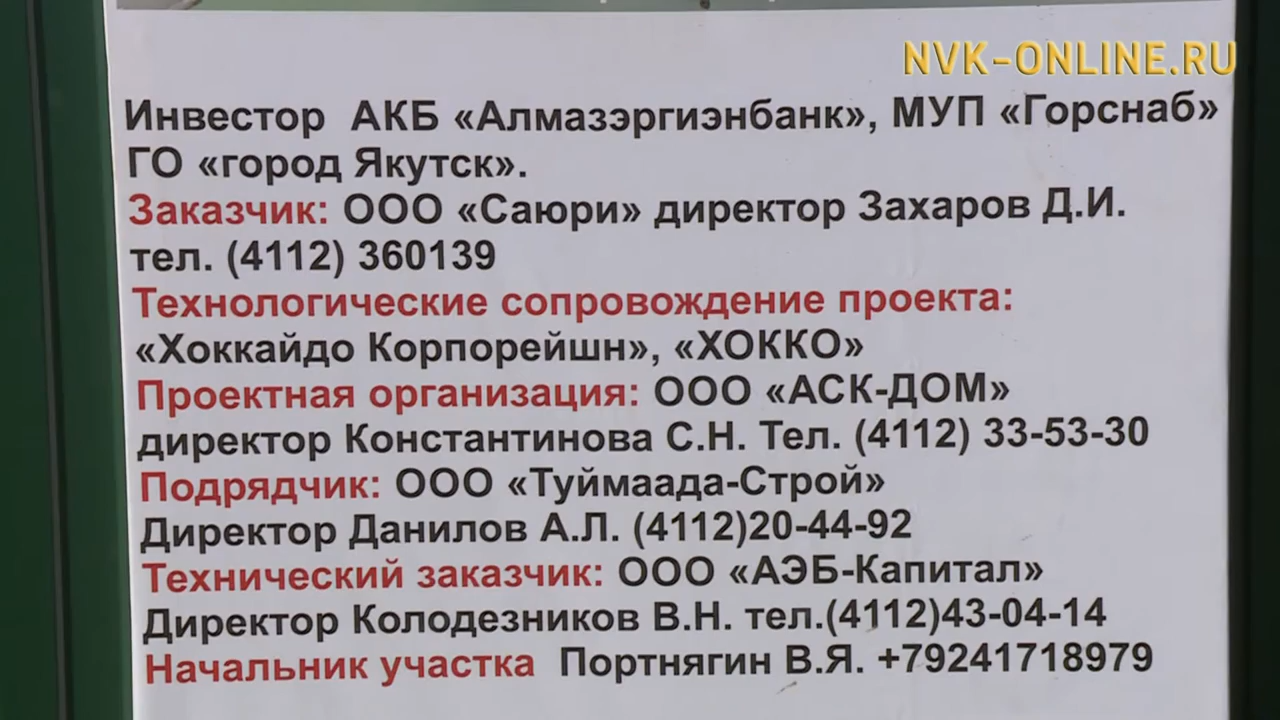 NVK-ONLINE.RU
Инвестор АКБ «Алмазэргиэнбанк», МУП «Горснаб»
ГО «город Якутск».
Заказчик: ООО «Саюри» директор Захаров Д.И.
тел. (4112) 360139
Технологические сопровождение проекта:
«Хоккайдо Корпорейшн», «ХОККО»
Проектная организация: ООО «АСК-ДОМ»
директор Константинова С.Н. Тел. (4112) 33-53-30
Подрядчик: ООО «Туймаада-Строй»
Директор Данилов А.Л. (4112)20-44-92
Технический заказчик: ООО «АЭБ-Капитал»
Директор Колодезников В.Н. тел.(4112)43-04-14
Начальник участка Портнягин В.Я. +79241718979